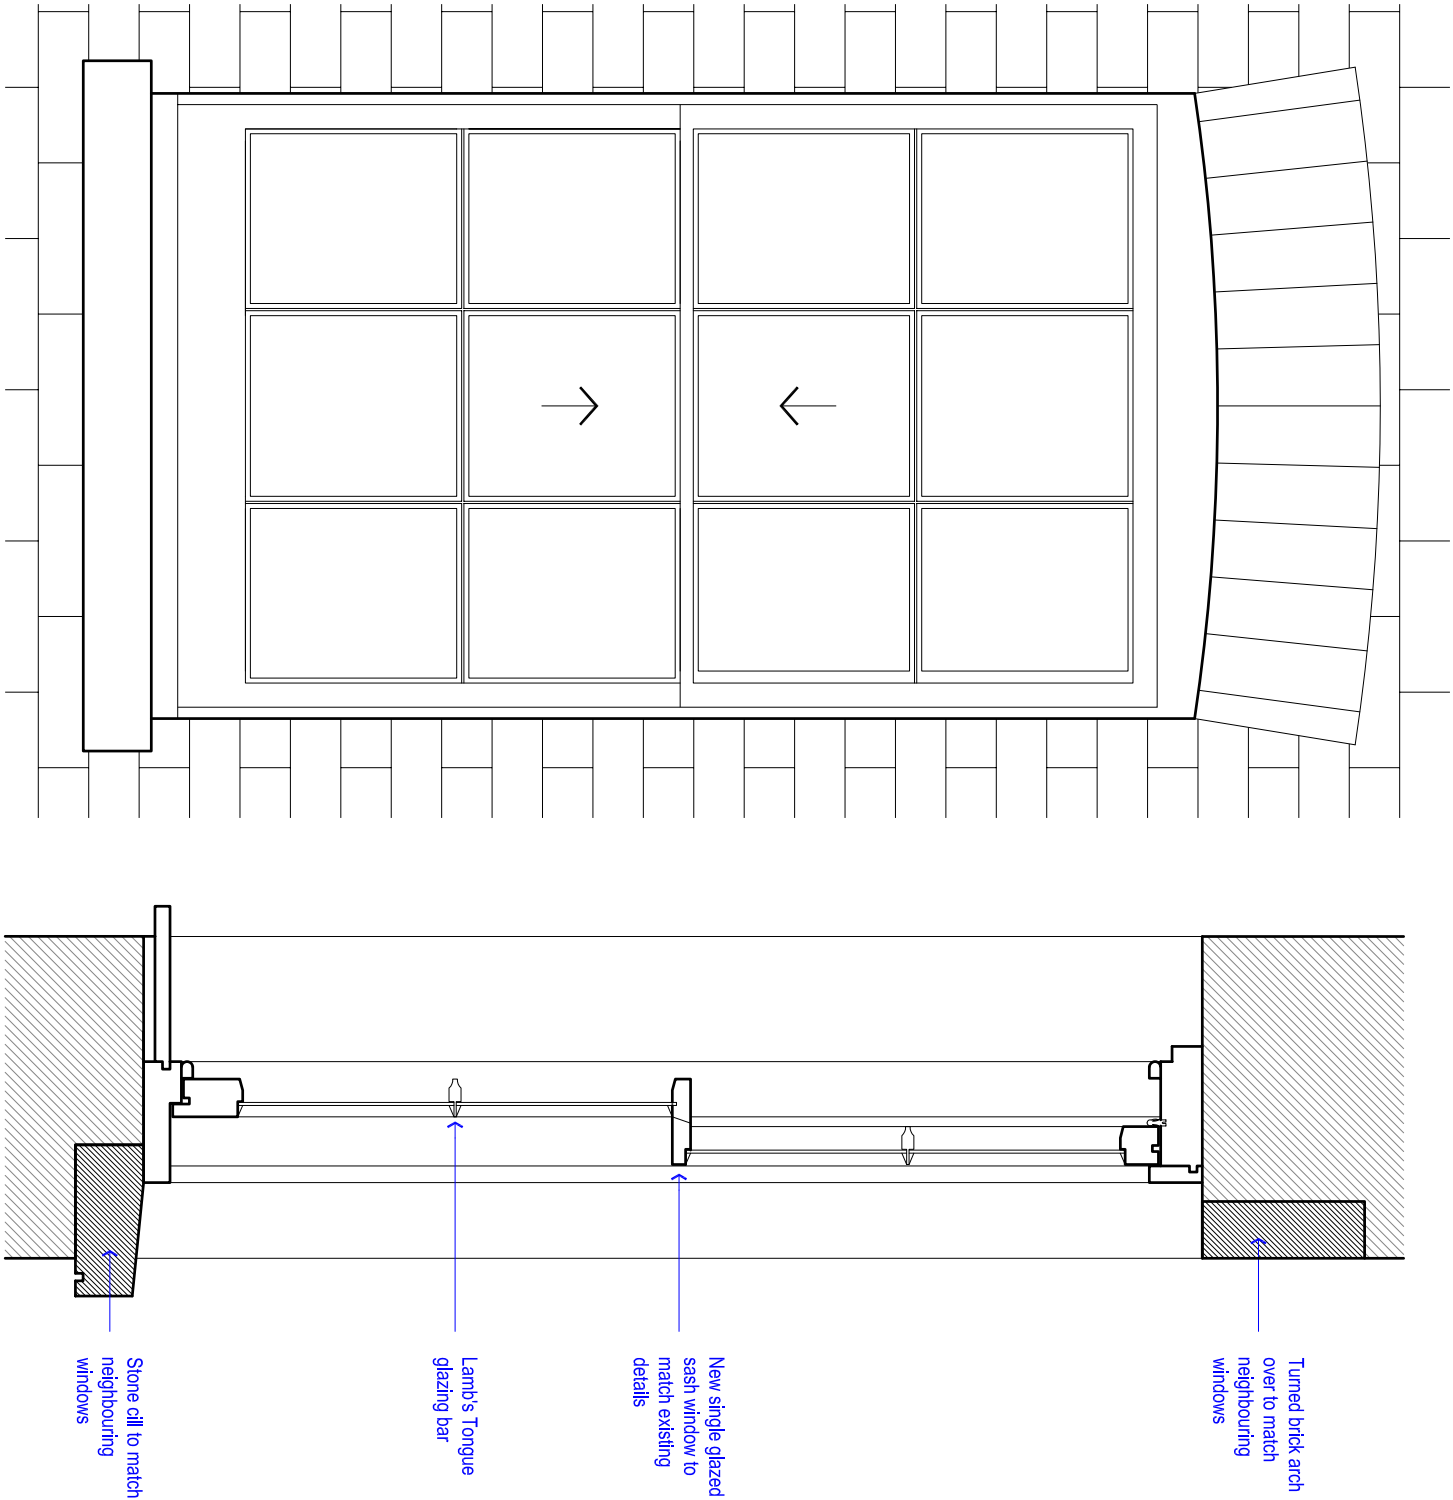 Turned brick arch
over to match
neighbouring
windows
New single glazed
sash window to
match existing
details
Lamb's Tongue
glazing bar
Stone cill to match
neighbouring
windows